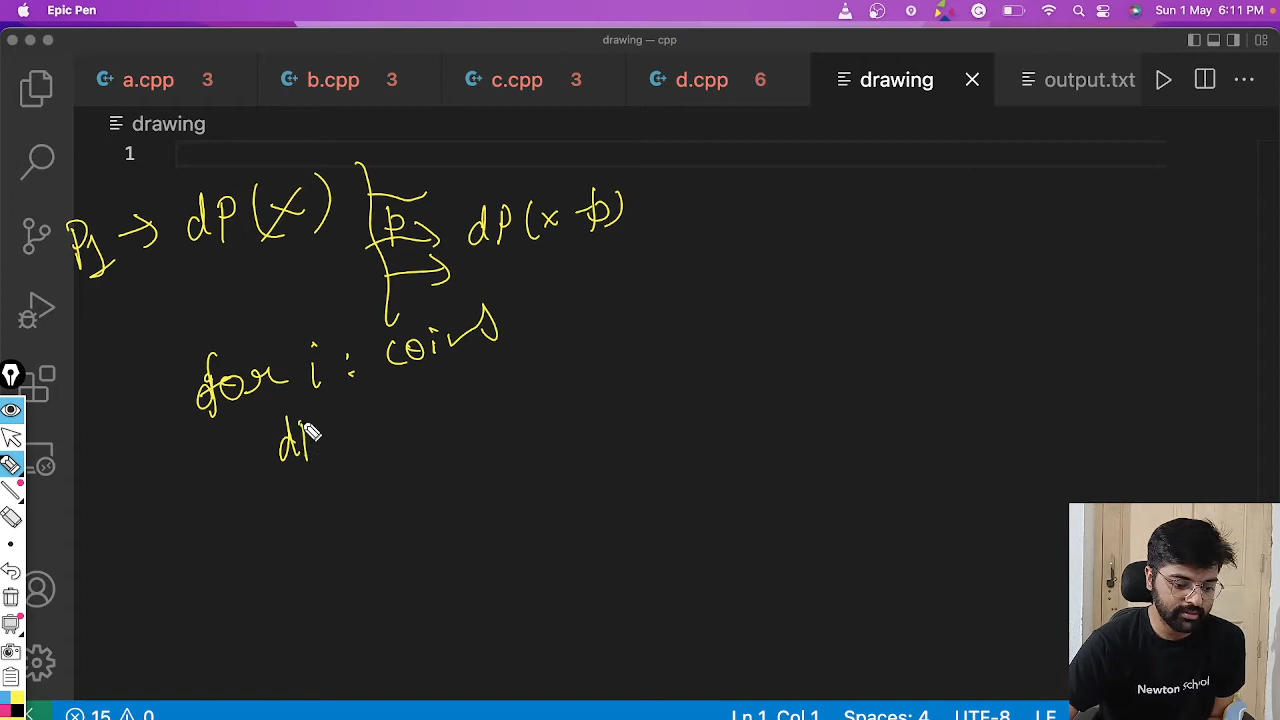 Epic Pen
Sun 1 May 6:11 PM
drawing — cpp
a.cpp 3
b.cpp 3
c.cpp 3
d.cpp 6
drawing
output.txt
drawing
1
→ dp(x) p → dp(x-p)
for i : coins
dp
Newton School
15 0
Ln 1, Col 1 Spaces: 4 UTF-8 LF